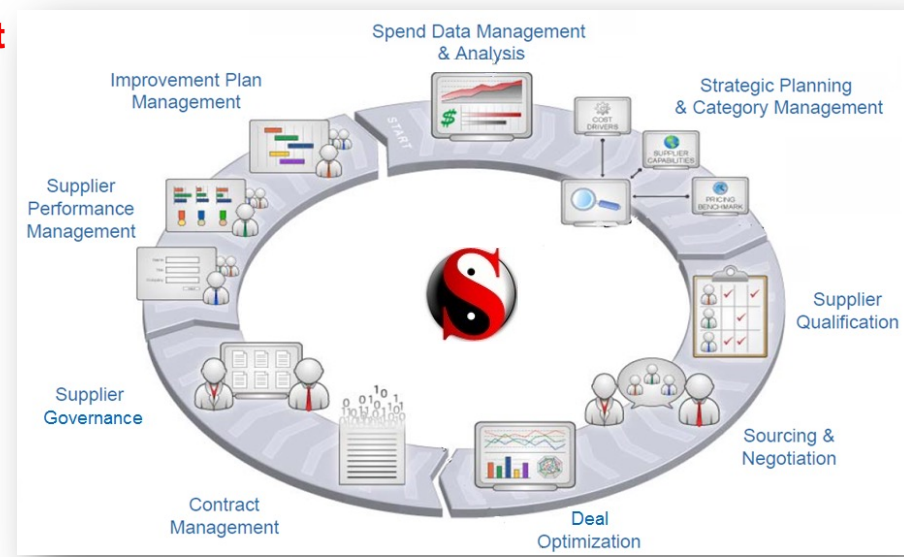 t
Spend Data Management
& Analysis
Improvement Plan
Management
Strategic Planning
& Category Management
START
$
COST
DRIVERS
SUPPLIER
CAPABILITIES
PRICING
BENCHMARK
Supplier
Performance
Management
S
Supplier
Qualification
Supplier
Governance
Sourcing &
Negotiation
Contract
Management
Deal
Optimization